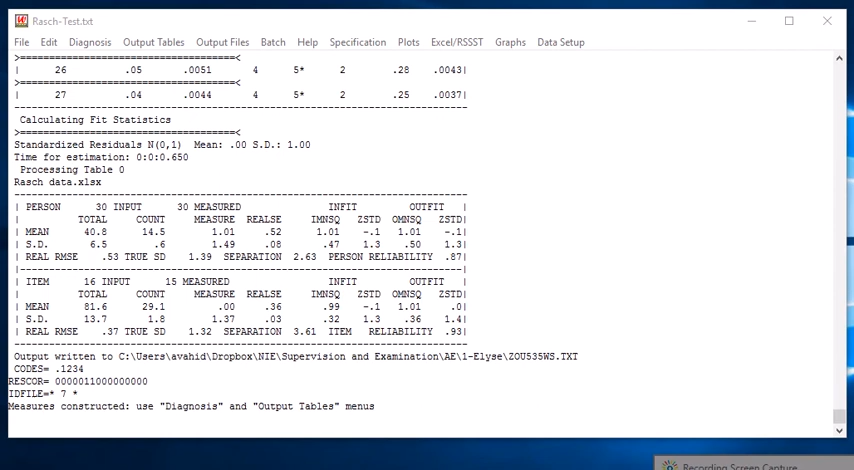 Rasch-Test.txt
File Edit Diagnosis Output Tables Output Files Batch Help Specification Plots Excel/RSSST Graphs Data Setup
>=====================================<
| 26 .05 .0051 4 5* 2 .28 .0043|
>=====================================<
| 27 .04 .0044 4 5* 2 .25 .0037|
--------------------------------------------------------------------------
Calculating Fit Statistics
>=====================================<
Standardized Residuals N(0,1) Mean: .00 S.D.: 1.00
Time for estimation: 0:0:0.650
Processing Table 0
Rasch data.xlsx
--------------------------------------------------------------------------
| PERSON 30 INPUT 30 MEASURED INFIT OUTFIT |
| TOTAL COUNT MEASURE REALSE IMNSQ ZSTD OMNSQ ZSTD|
| MEAN 40.8 14.5 1.01 .52 1.01 -.1 1.01 -.1|
| S.D. 6.5 .6 1.49 .08 .47 1.3 .50 1.3|
| REAL RMSE .53 TRUE SD 1.39 SEPARATION 2.63 PERSON RELIABILITY .87|
|-------------------------------------------------------------------------|
| ITEM 16 INPUT 15 MEASURED INFIT OUTFIT |
| TOTAL COUNT MEASURE REALSE IMNSQ ZSTD OMNSQ ZSTD|
| MEAN 81.6 29.1 .00 .36 .99 -.1 1.01 .0|
| S.D. 13.7 1.8 1.37 .03 .32 1.3 .36 1.4|
| REAL RMSE .37 TRUE SD 1.32 SEPARATION 3.61 ITEM RELIABILITY .93|
--------------------------------------------------------------------------
Output written to C:\Users\avahid\Dropbox\NIE\Supervision and Examination\AE\1-Elyse\ZOU535WS.TXT
CODES= .1234
RESCOR= 0000011000000000
IDFILE=* 7 *
Measures constructed: use "Diagnosis" and "Output Tables" menus
Recording Screen Capture